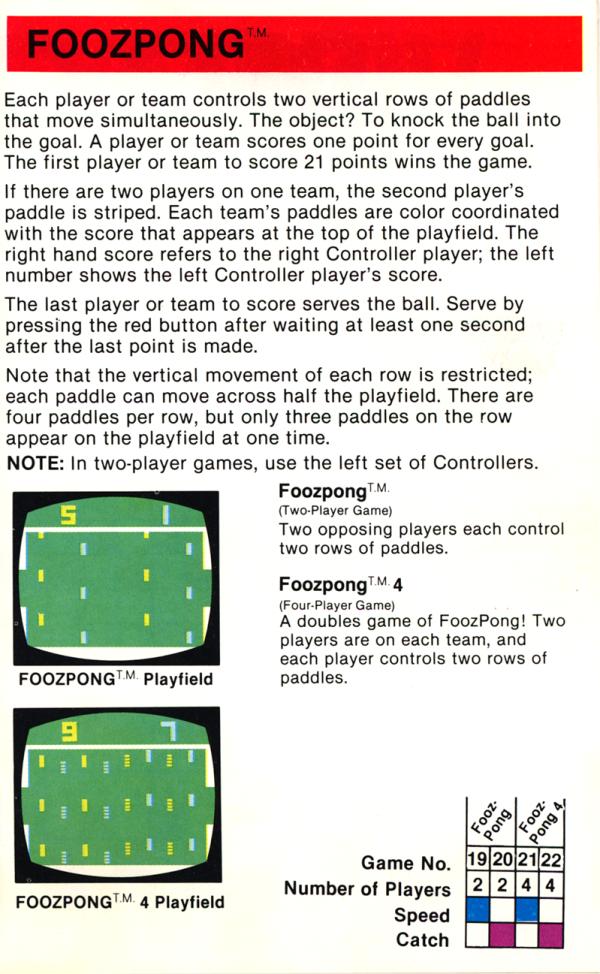 FOOZPONG T.M.
Each player or team controls two vertical rows of paddles
that move simultaneously. The object? To knock the ball into
the goal. A player or team scores one point for every goal.
The first player or team to score 21 points wins the game.
If there are two players on one team, the second player's
paddle is striped. Each team's paddles are color coordinated
with the score that appears at the top of the playfield. The
right hand score refers to the right Controller player; the left
number shows the left Controller player's score.
The last player or team to score serves the ball. Serve by
pressing the red button after waiting at least one second
after the last point is made.
Note that the vertical movement of each row is restricted;
each paddle can move across half the playfield. There are
four paddles per row, but only three paddles on the row
appear on the playfield at one time.
NOTE: In two-player games, use the left set of Controllers.
5 1
FOOZPONG T.M. Playfield
9 7
FOOZPONG T.M. 4 Playfield
Foozpong T.M.
(Two-Player Game)
Two opposing players each control
two rows of paddles.
Foozpong T.M. 4
(Four-Player Game)
A doubles game of FoozPong! Two
players are on each team, and
each player controls two rows of
paddles.
Fooz-
Pong
Fooz-
Pong 4
Game No. 19 20 21 22
Number of Players 2 2 4 4
Speed
Catch